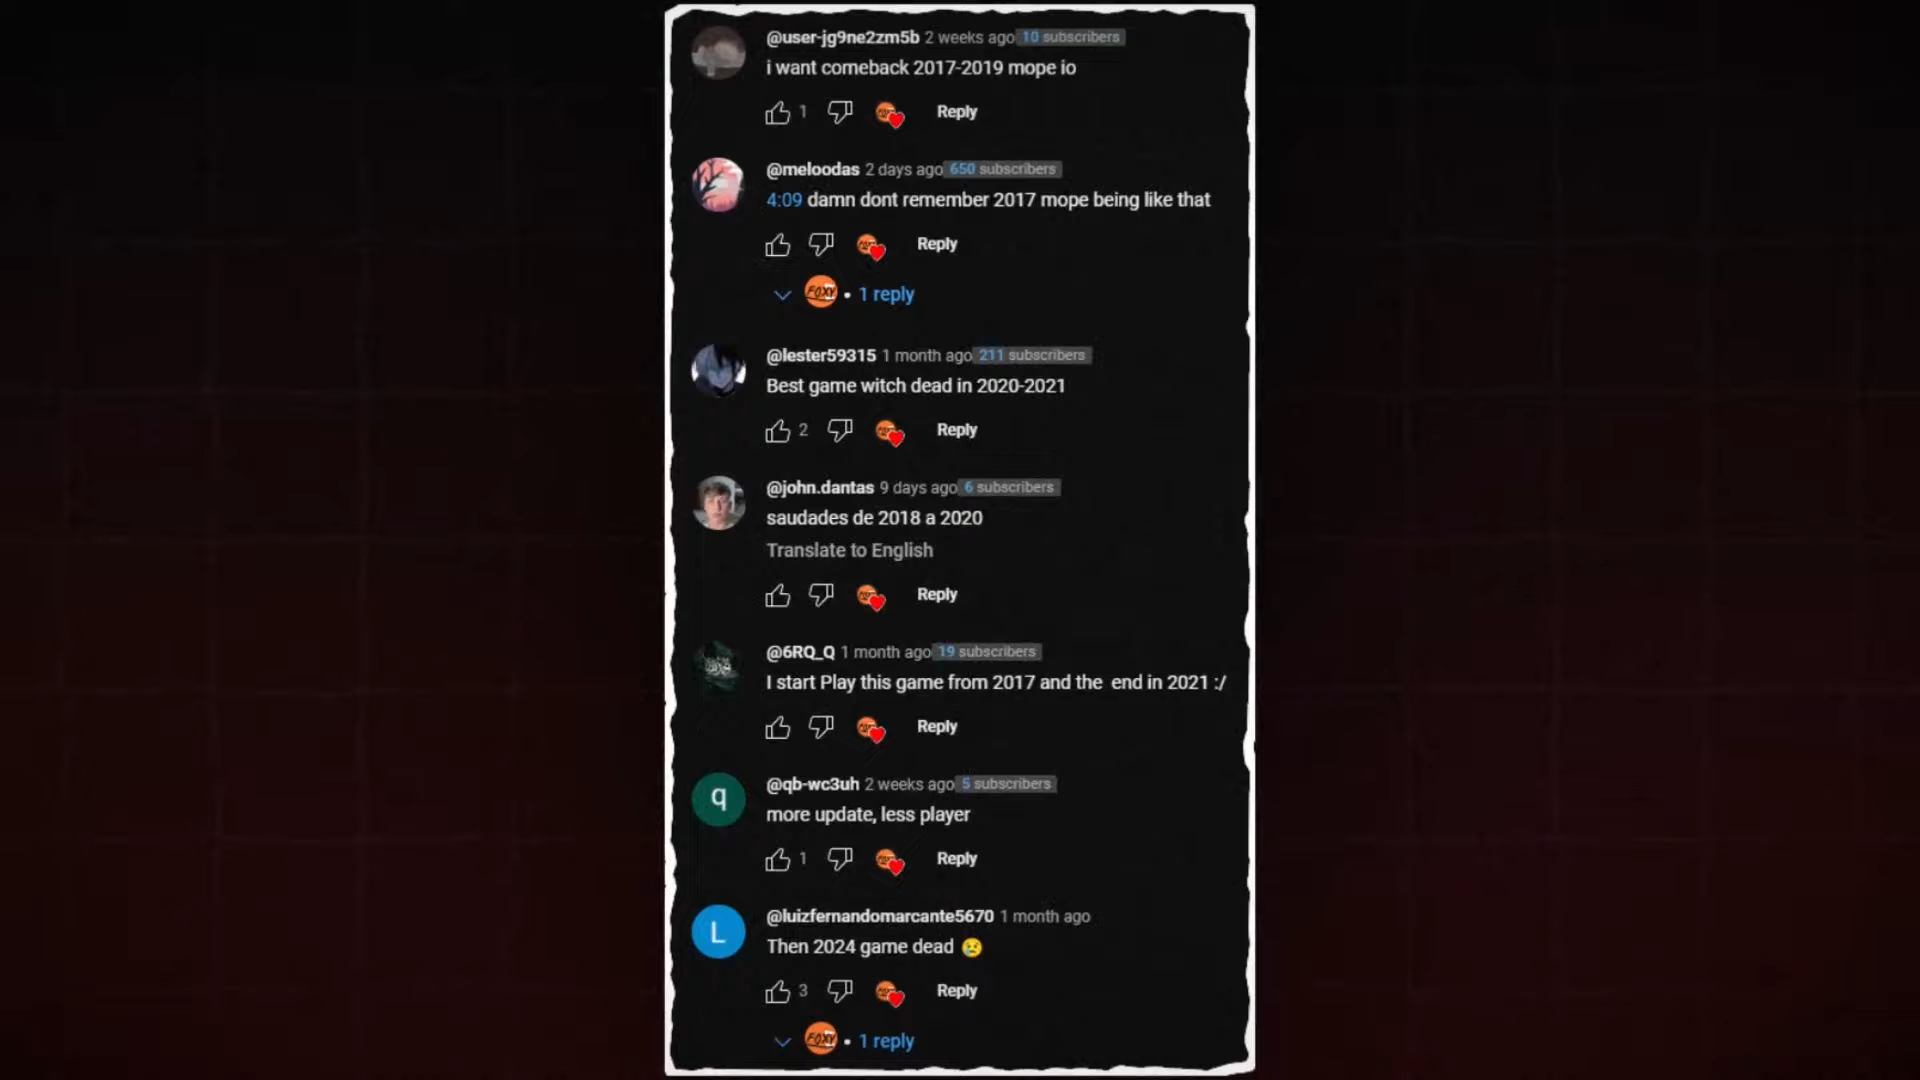 @user-jg9ne2zm5b 2 weeks ago 10 subscribers
i want comeback 2017-2019 mope io
1 Reply
@meloodas 2 days ago 650 subscribers
4:09 damn dont remember 2017 mope being like that
Reply
FOXY • 1 reply
@lester59315 1 month ago 211 subscribers
Best game witch dead in 2020-2021
2 Reply
@john.dantas 9 days ago 6 subscribers
saudades de 2018 a 2020
Translate to English
Reply
@6RQ_Q 1 month ago 19 subscribers
I start Play this game from 2017 and the end in 2021 :/
Reply
q
@qb-wc3uh 2 weeks ago 5 subscribers
more update, less player
1 Reply
L
@luizfernandomarcante5670 1 month ago
Then 2024 game dead 😢
3 Reply
FOXY • 1 reply